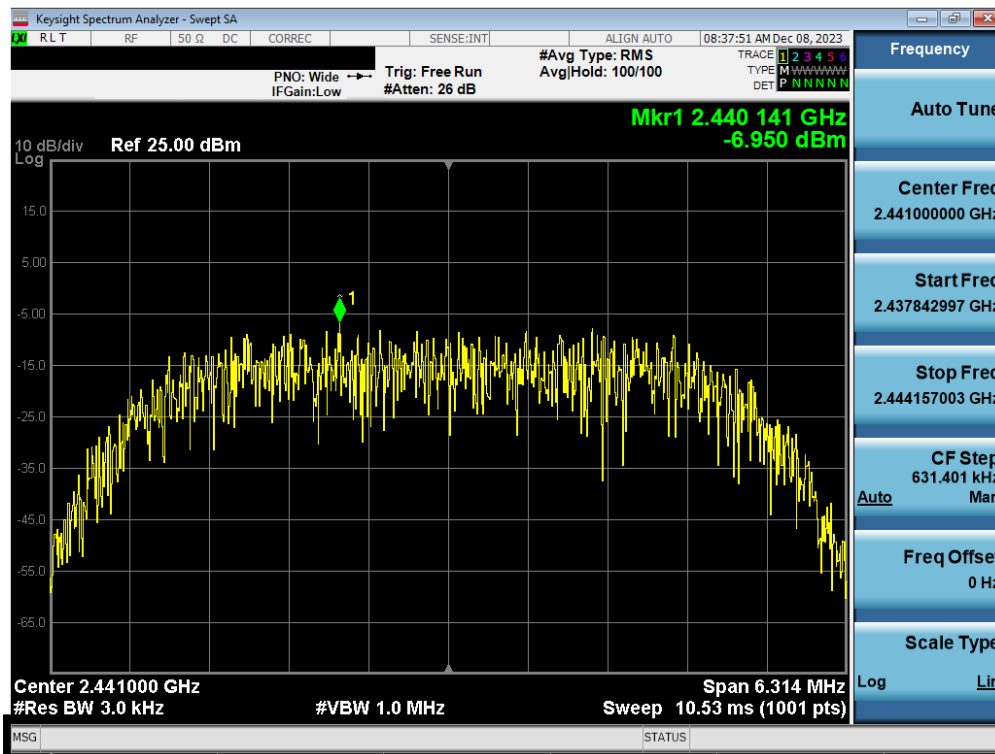 Keysight Spectrum Analyzer - Swept SA
LXI RLT RF 50 Ω DC CORREC SENSE:INT ALIGN AUTO 08:37:51 AM Dec 08, 2023
PNO: Wide
IFGain:Low
Trig: Free Run
#Atten: 26 dB
#Avg Type: RMS
Avg|Hold: 100/100
TRACE 1 2 3 4 5 6
TYPE M WWWWW
DET P N N N N N
Mkr1 2.440 141 GHz
-6.950 dBm
10 dB/div Ref 25.00 dBm
Log
15.0
5.00
1
-5.00
-15.0
-25.0
-35.0
-45.0
-55.0
-65.0
Center 2.441000 GHz Span 6.314 MHz
#Res BW 3.0 kHz #VBW 1.0 MHz Sweep 10.53 ms (1001 pts)
MSG STATUS
Frequency
Auto Tune
Center Freq
2.441000000 GHz
Start Freq
2.437842997 GHz
Stop Freq
2.444157003 GHz
CF Step
631.401 kHz
Auto Man
Freq Offset
0 Hz
Scale Type
Log Lin